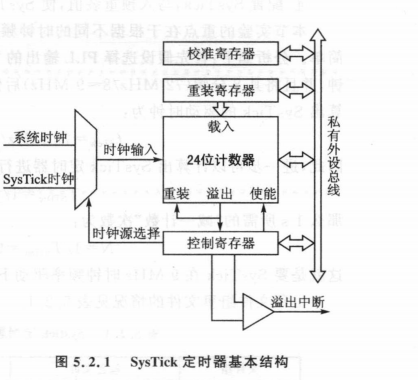 校准寄存器
重装寄存器
载入
系统时钟
时钟输入
24位计数器
SysTick时钟
重装 溢出 使能
时钟源选择
控制寄存器
私有外设总线
溢出中断
图 5.2.1 SysTick 定时器基本结构